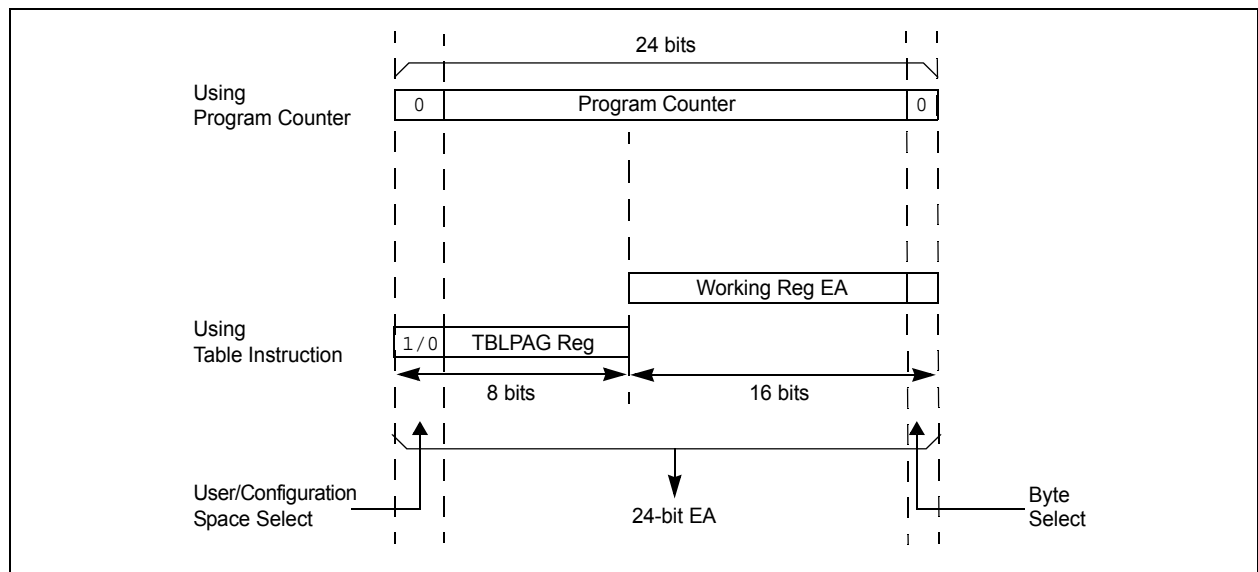 24 bits
Using
Program Counter
0
Program Counter
0
Working Reg EA
Using
Table Instruction
1/0
TBLPAG Reg
8 bits
16 bits
User/Configuration
Space Select
24-bit EA
Byte
Select